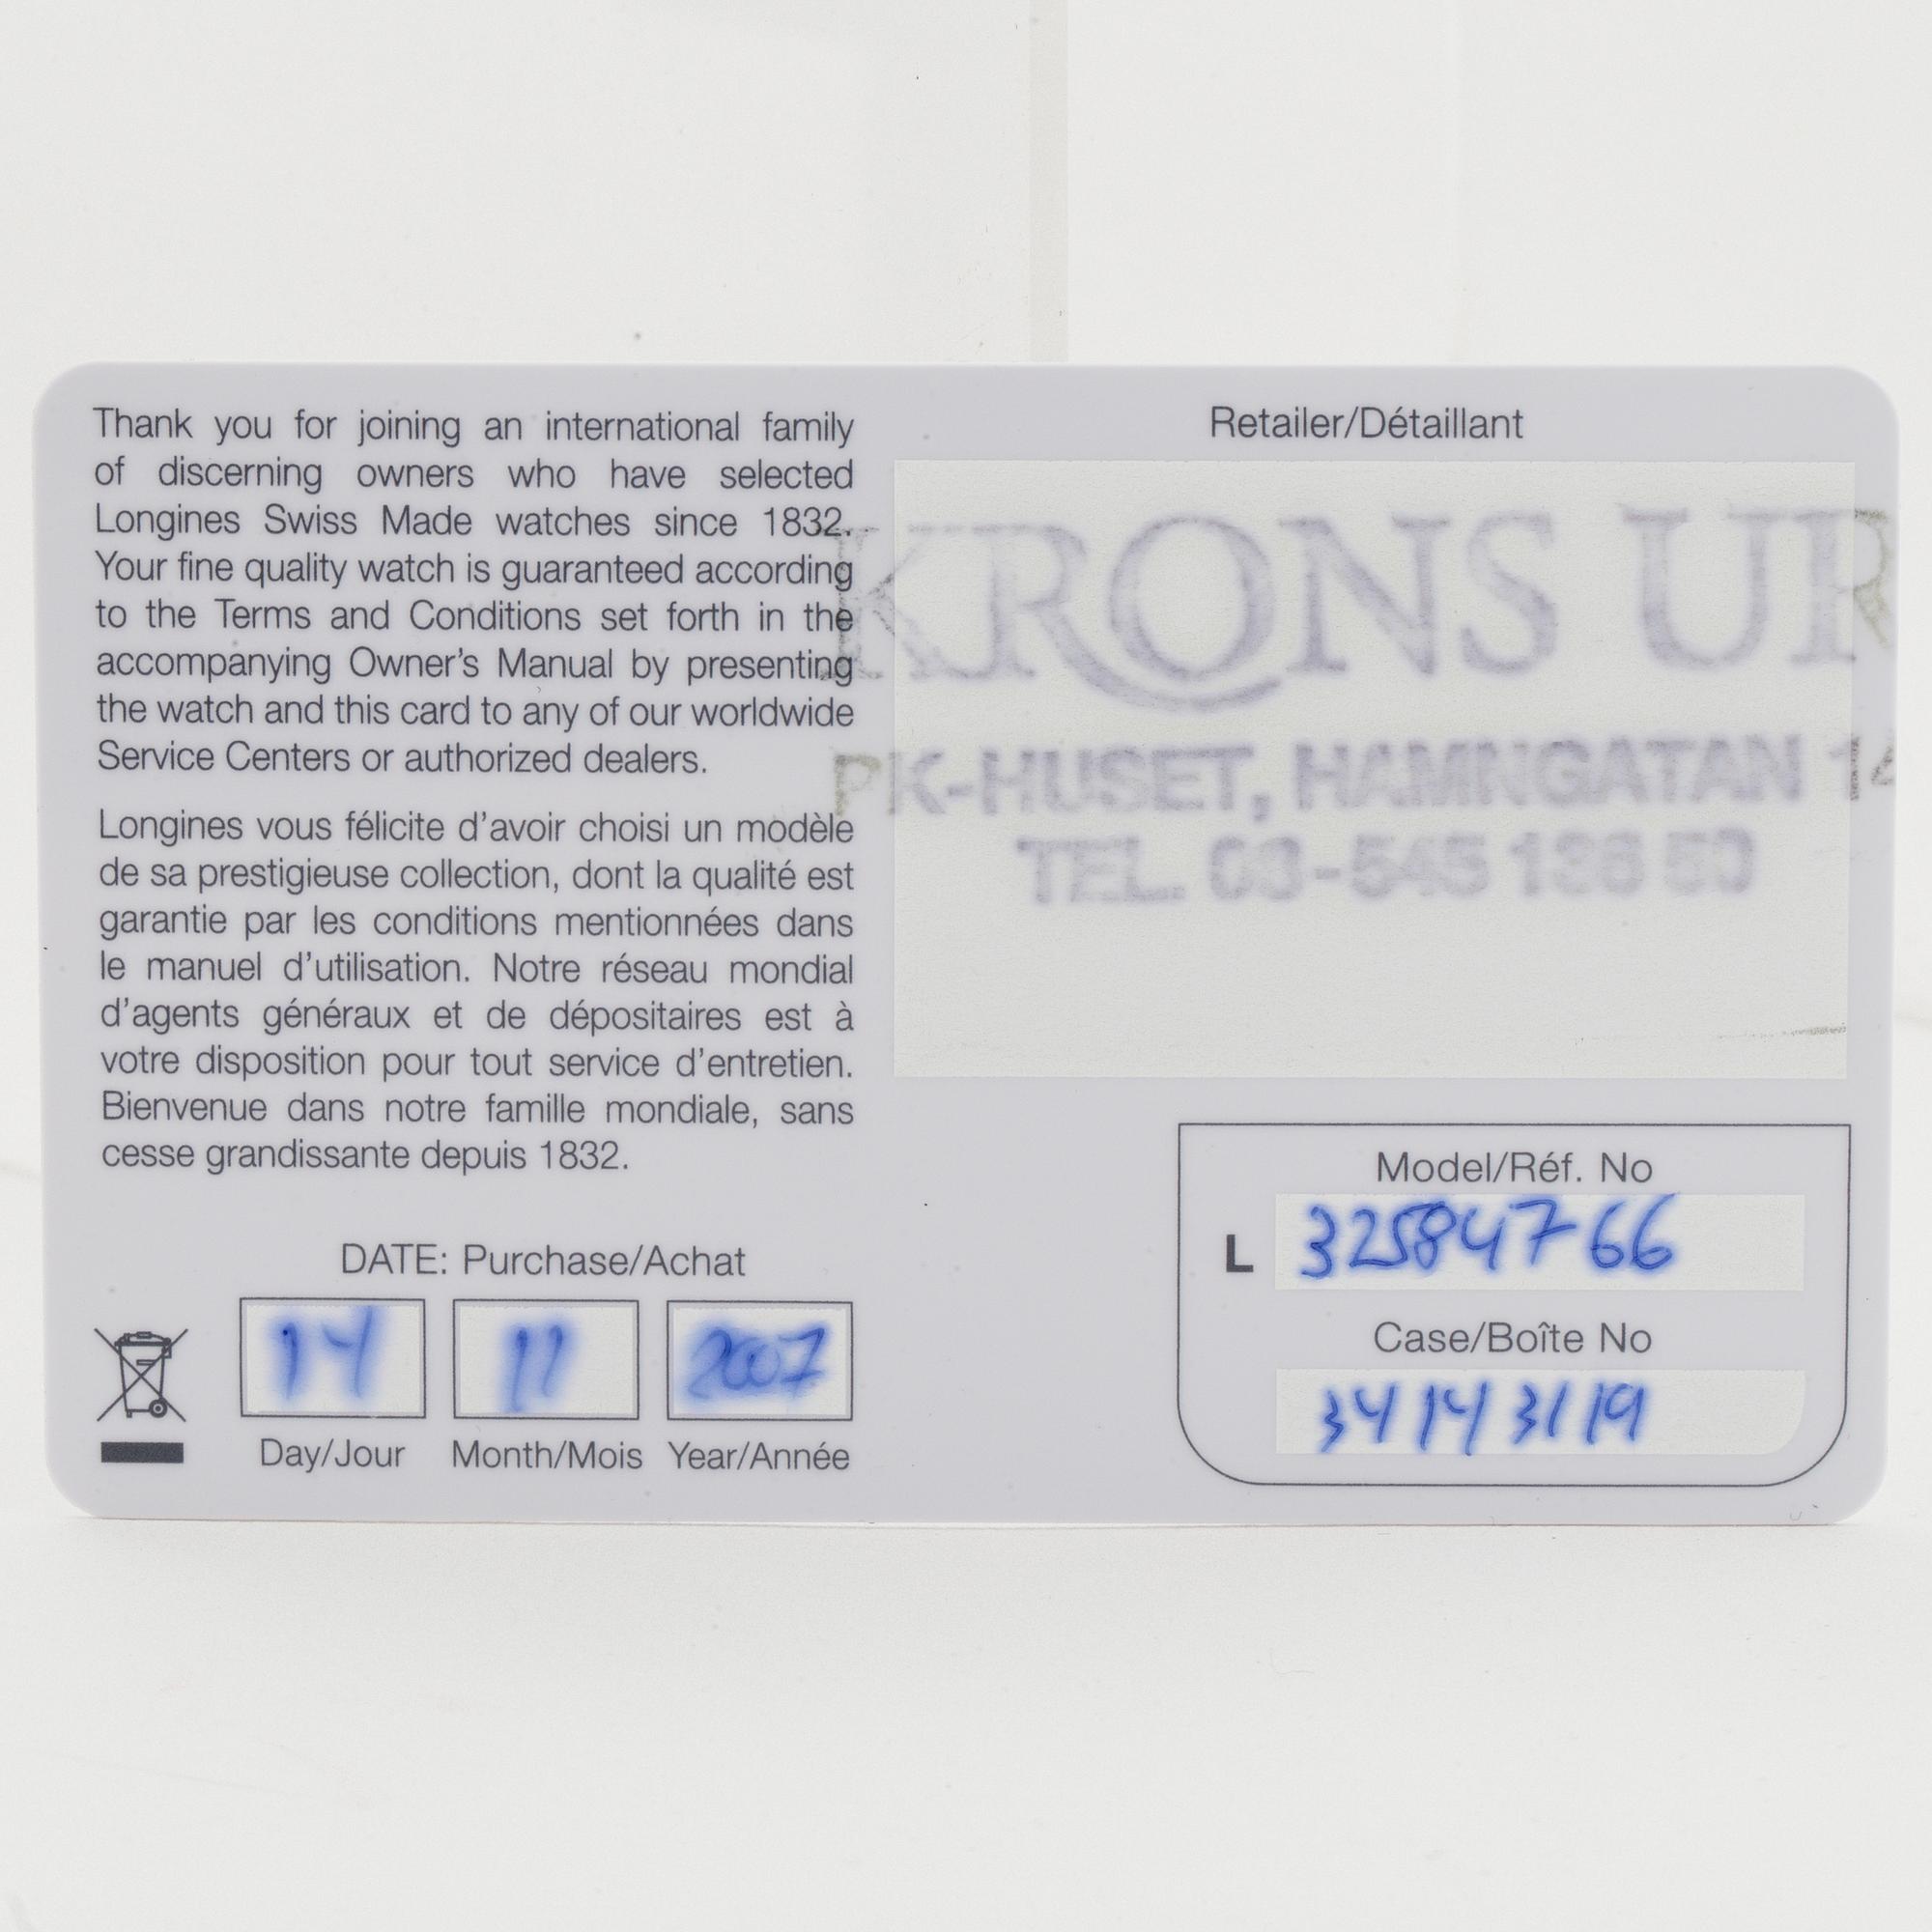 Thank you for joining an international family
of discerning owners who have selected
Longines Swiss Made watches since 1832.
Your fine quality watch is guaranteed according
to the Terms and Conditions set forth in the
accompanying Owner's Manual by presenting
the watch and this card to any of our worldwide
Service Centers or authorized dealers.
Longines vous félicite d'avoir choisi un modèle
de sa prestigieuse collection, dont la qualité est
garantie par les conditions mentionnées dans
le manuel d'utilisation. Notre réseau mondial
d'agents généraux et de dépositaires est à
votre disposition pour tout service d'entretien.
Bienvenue dans notre famille mondiale, sans
cesse grandissante depuis 1832.
DATE: Purchase/Achat
14 11 2007
Day/Jour Month/Mois Year/Année
Retailer/Détaillant
KRONS UR
PK-HUSET, HAMNGATAN 14
TEL. 08-545 136 50
Model/Réf. No
L 32584766
Case/Boîte No
34143119